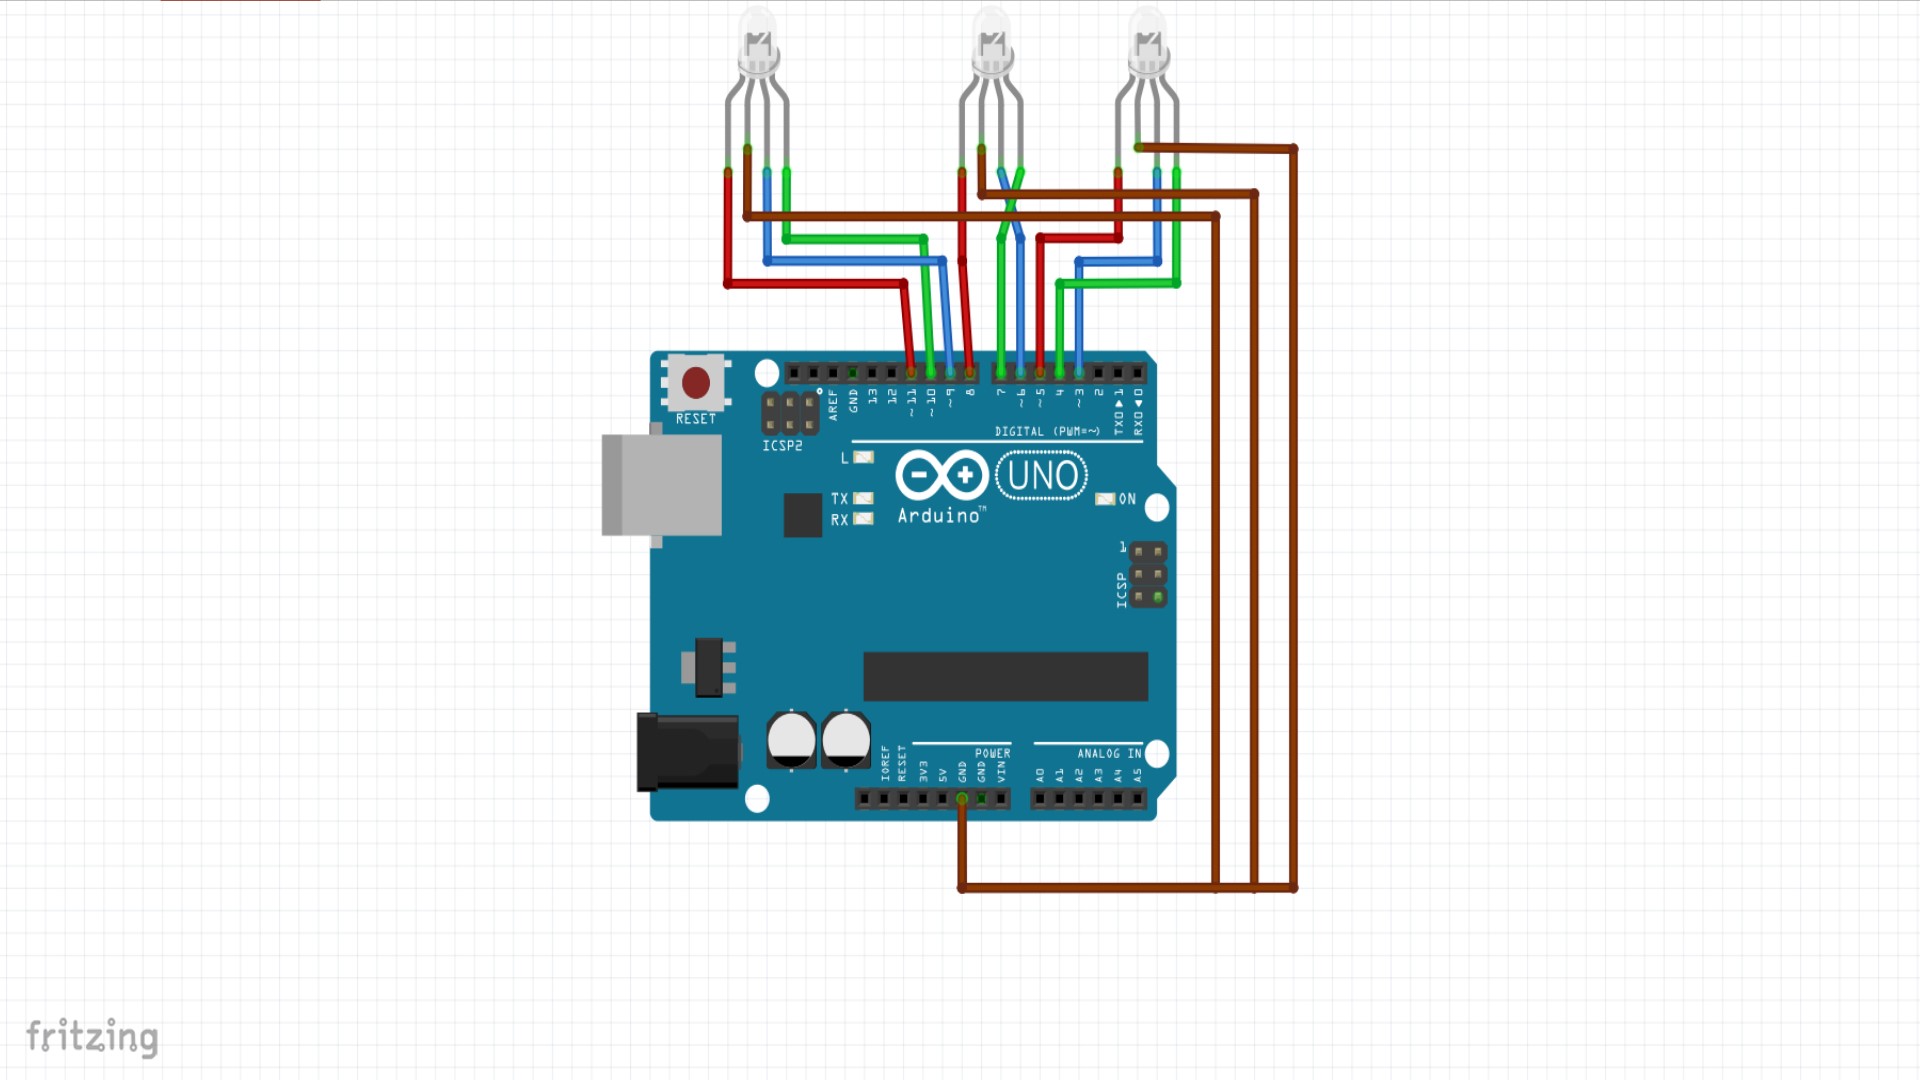 RESET
ICSP2
AREF
GND
13
12
~11
~10
~9
8
7
~6
~5
4
~3
2
TX0▶1
RX0◀0
DIGITAL (PWM=~)
L
TX
RX
UNO
Arduino™
ON
1
ICSP
POWER
ANALOG IN
IOREF
RESET
3V3
5V
GND
GND
VIN
A0
A1
A2
A3
A4
A5
fritzing